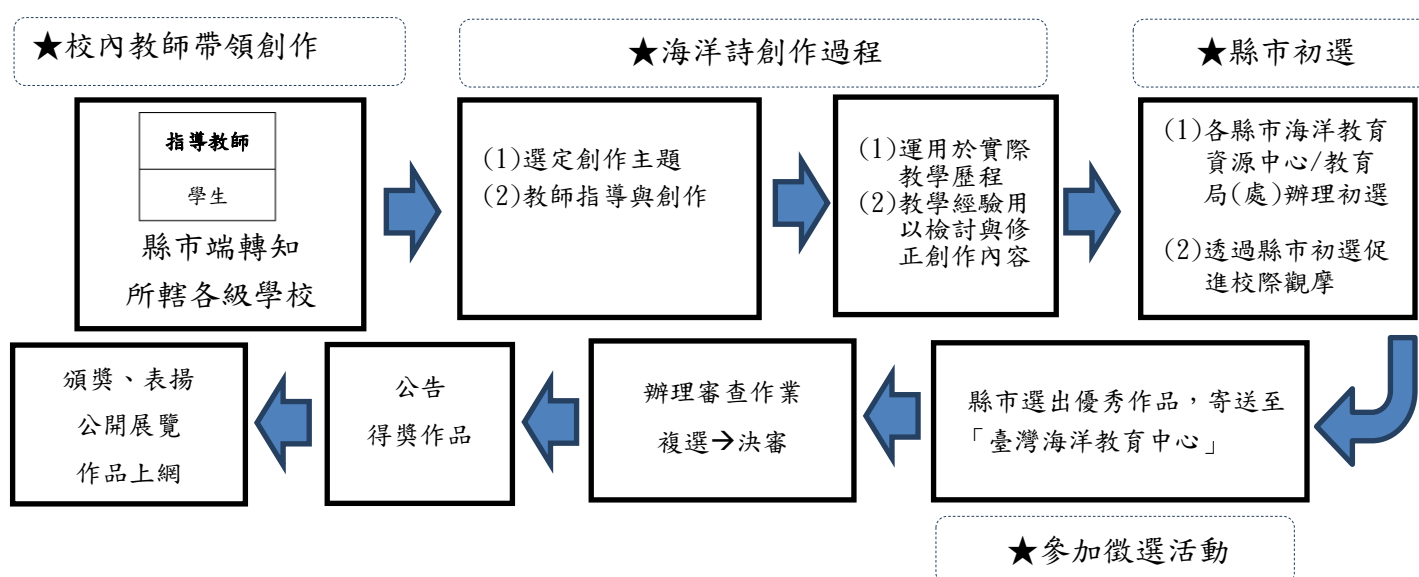 ★校內教師帶領創作
★海洋詩創作過程
★縣市初選
指導教師
學生
縣市端轉知
所轄各級學校
(1)選定創作主題
(2)教師指導與創作
(1)運用於實際
教學歷程
(2)教學經驗用
以檢討與修
正創作內容
(1)各縣市海洋教育
資源中心/教育
局(處)辦理初選
(2)透過縣市初選促
進校際觀摩
縣市選出優秀作品，寄送至
「臺灣海洋教育中心」
辦理審查作業
複選→決審
公告
得獎作品
頒獎、表揚
公開展覽
作品上網
★參加徵選活動